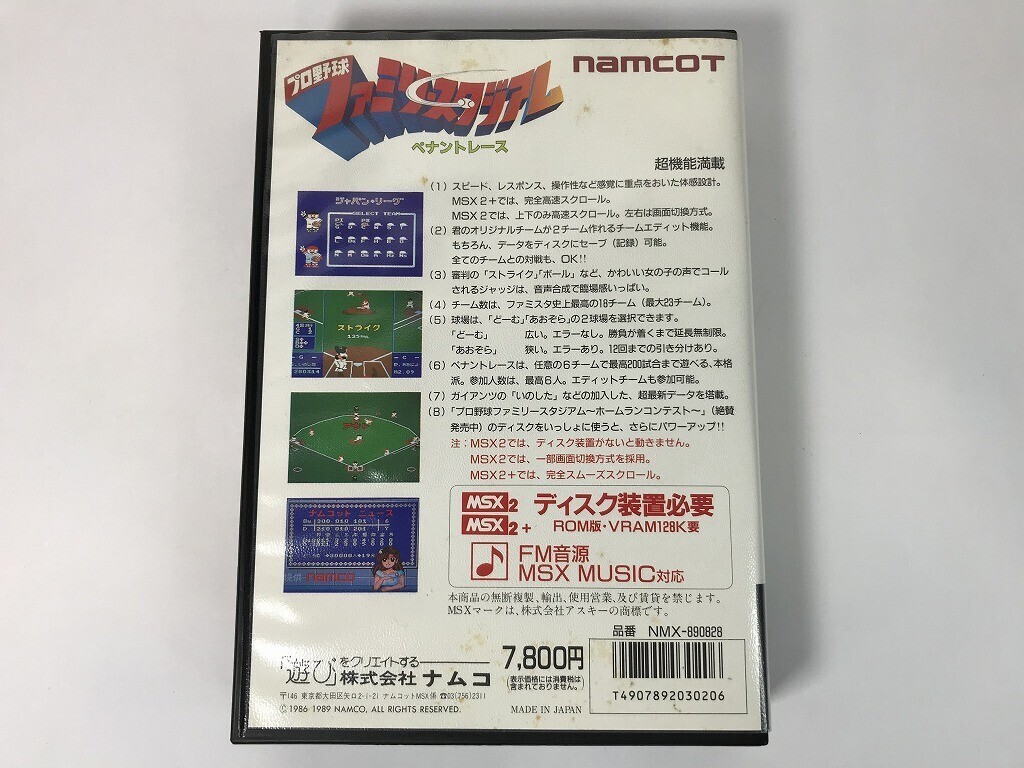 プロ野球
ファミリースタジアム
ペナントレース
namcoT
超機能満載
(1) スピード、レスポンス、操作性など感覚に重点をおいた体感設計。
MSX2+では、完全高速スクロール。
MSX2では、上下のみ高速スクロール。左右は画面切換方式。
(2) 君のオリジナルチームが2チーム作れるチームエディット機能。
もちろん、データをディスクにセーブ(記録)可能。
全てのチームとの対戦も、OK!!
(3) 審判の「ストライク」「ボール」など、かわいい女の子の声でコール
されるジャッジは、音声合成で臨場感いっぱい。
(4) チーム数は、ファミスタ史上最高の18チーム(最大23チーム)。
(5) 球場は、「どーむ」「あおぞら」の2球場を選択できます。
「どーむ」 広い。エラーなし。勝負が着くまで延長無制限。
「あおぞら」 狭い。エラーあり。12回までの引き分けあり。
(6) ペナントレースは、任意の6チームで最高200試合まで遊べる、本格
派。参加人数は、最高6人。エディットチームも参加可能。
(7) ガイアンツの「いのした」などの加入した、超最新データを塔載。
(8) 「プロ野球ファミリースタジアム〜ホームランコンテスト〜」(絶賛
発売中)のディスクをいっしょに使うと、さらにパワーアップ!!
注:MSX2では、ディスク装置がないと動きません。
MSX2では、一部画面切換方式を採用。
MSX2+では、完全スムーズスクロール。
ジャパン・リーグ
SELECT TEAM
ストライク
アウト
ナムコット ニュース
提供 namco
MSX2 ディスク装置必要
MSX2+ ROM版・VRAM128K要
FM音源
MSX MUSIC対応
本商品の無断複製、輸出、使用営業、及び賃貸を禁じます。
MSXマークは、株式会社アスキーの商標です。
品番 NMX-890828
「遊び」をクリエイトする
株式会社ナムコ
7,800円
(表示価格には消費税は
含まれておりません。)
〒146 東京都大田区矢口2-1-21 ナムコットMSX係 ☎03(756)2311
©1986 1989 NAMCO, ALL RIGHTS RESERVED.
MADE IN JAPAN
T4907892030206